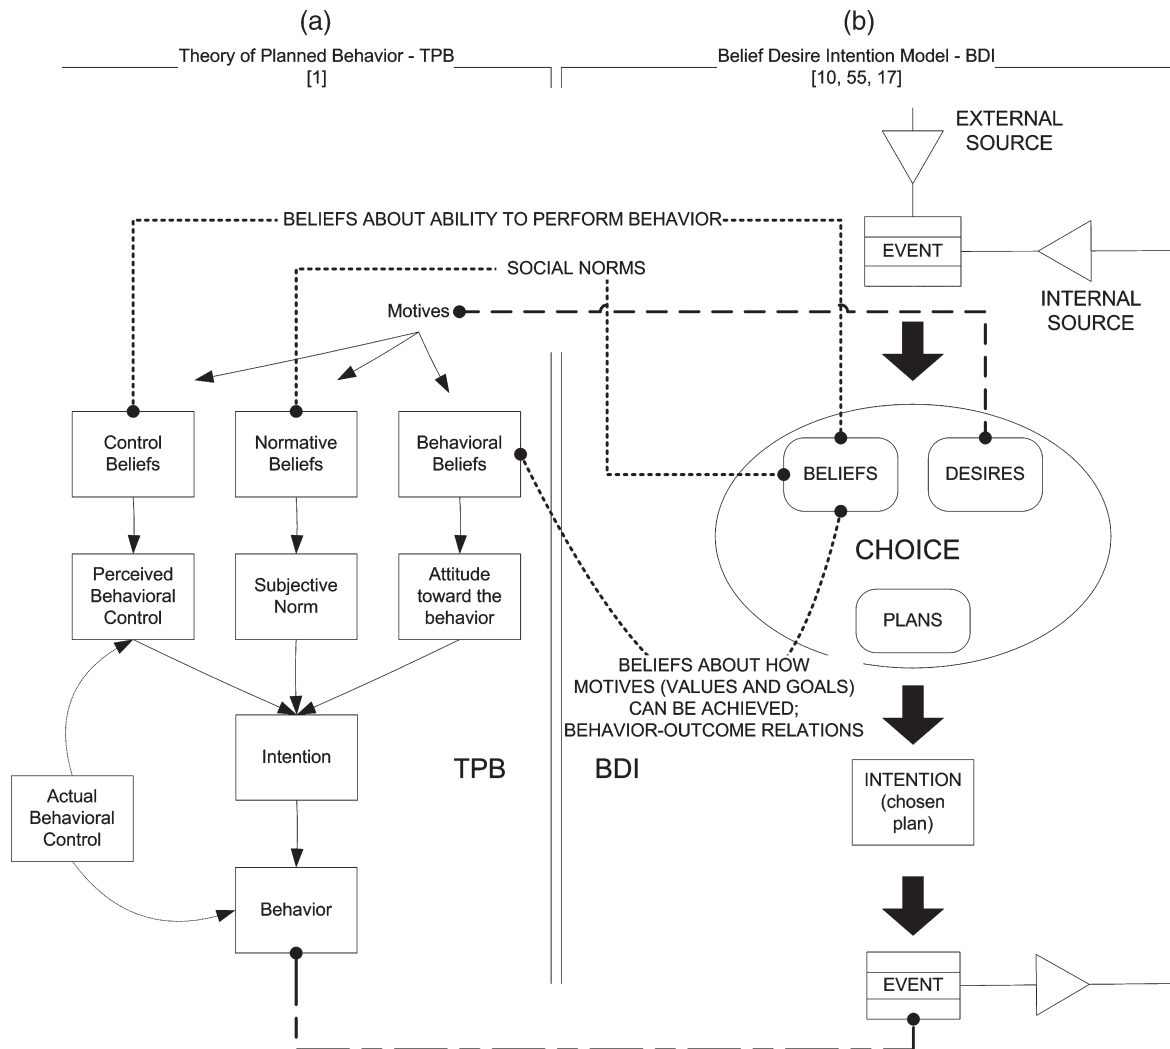 (a)
(b)
Theory of Planned Behavior - TPB
[1]
Belief Desire Intention Model - BDI
[10, 55, 17]
EXTERNAL
SOURCE
BELIEFS ABOUT ABILITY TO PERFORM BEHAVIOR
EVENT
SOCIAL NORMS
INTERNAL
SOURCE
Motives
Control
Beliefs
Normative
Beliefs
Behavioral
Beliefs
BELIEFS
DESIRES
CHOICE
Perceived
Behavioral
Control
Subjective
Norm
Attitude
toward the
behavior
PLANS
BELIEFS ABOUT HOW
MOTIVES (VALUES AND GOALS)
CAN BE ACHIEVED;
BEHAVIOR-OUTCOME RELATIONS
Intention
TPB
BDI
INTENTION
(chosen
plan)
Actual
Behavioral
Control
Behavior
EVENT